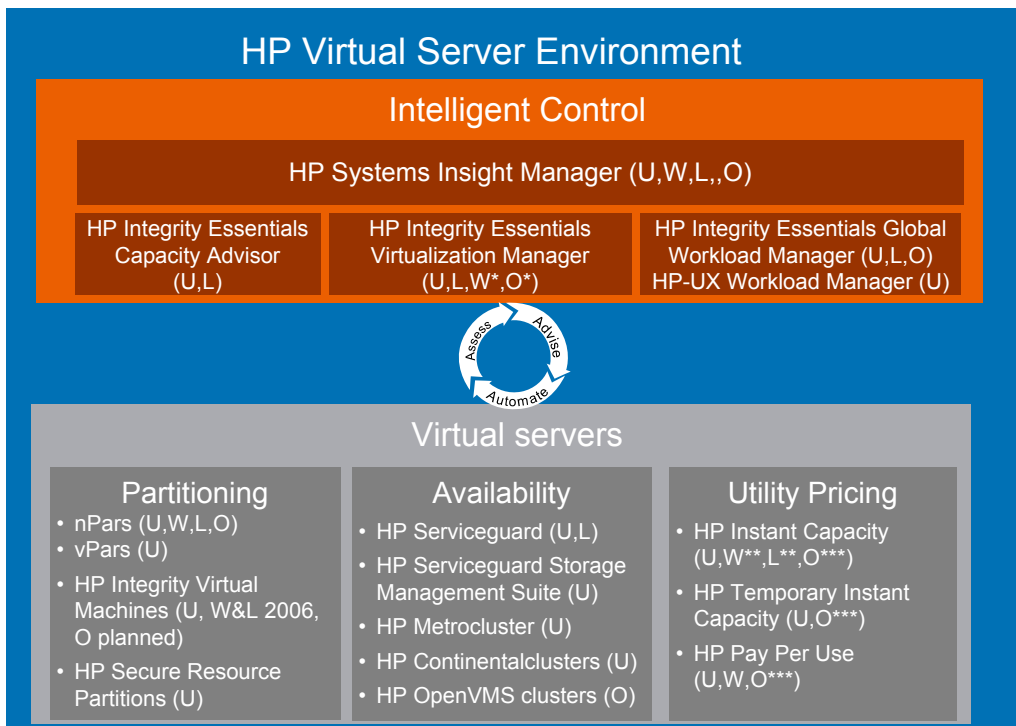 HP Virtual Server Environment
Intelligent Control
HP Systems Insight Manager (U,W,L,,O)
HP Integrity Essentials
Capacity Advisor
(U,L)
HP Integrity Essentials
Virtualization Manager
(U,L,W*,O*)
HP Integrity Essentials Global
Workload Manager (U,L,O)
HP-UX Workload Manager (U)
Assess
Advise
Automate
Virtual servers
Partitioning
• nPars (U,W,L,O)
• vPars (U)
• HP Integrity Virtual
Machines (U, W&L 2006,
O planned)
• HP Secure Resource
Partitions (U)
Availability
• HP Serviceguard (U,L)
• HP Serviceguard Storage
Management Suite (U)
• HP Metrocluster (U)
• HP Continentalclusters (U)
• HP OpenVMS clusters (O)
Utility Pricing
• HP Instant Capacity
(U,W**,L**,O***)
• HP Temporary Instant
Capacity (U,O***)
• HP Pay Per Use
(U,W,O***)